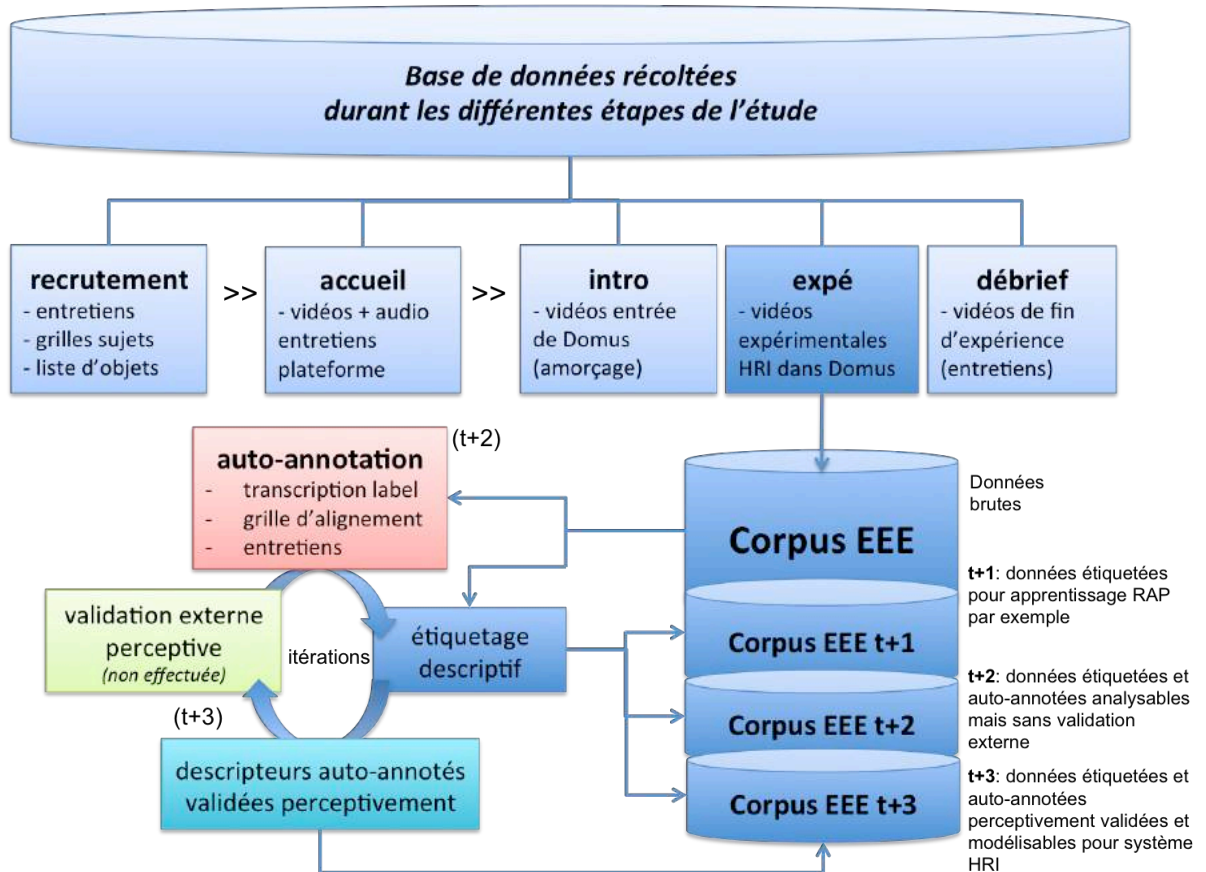 Base de données récoltées
durant les différentes étapes de l'étude
recrutement
- entretiens
- grilles sujets
- liste d'objets
>>
accueil
- vidéos + audio
entretiens
plateforme
>>
intro
- vidéos entrée
de Domus
(amorçage)
expé
- vidéos
expérimentales
HRI dans Domus
débrief
- vidéos de fin
d'expérience
(entretiens)
(t+2)
auto-annotation
- transcription label
- grille d'alignement
- entretiens
validation externe
perceptive
(non effectuée)
itérations
étiquetage
descriptif
(t+3)
descripteurs auto-annotés
validées perceptivement
Corpus EEE
Corpus EEE t+1
Corpus EEE t+2
Corpus EEE t+3
Données
brutes
t+1: données étiquetées
pour apprentissage RAP
par exemple
t+2: données étiquetées et
auto-annotées analysables
mais sans validation
externe
t+3: données étiquetées et
auto-annotées
perceptivement validées et
modélisables pour système
HRI